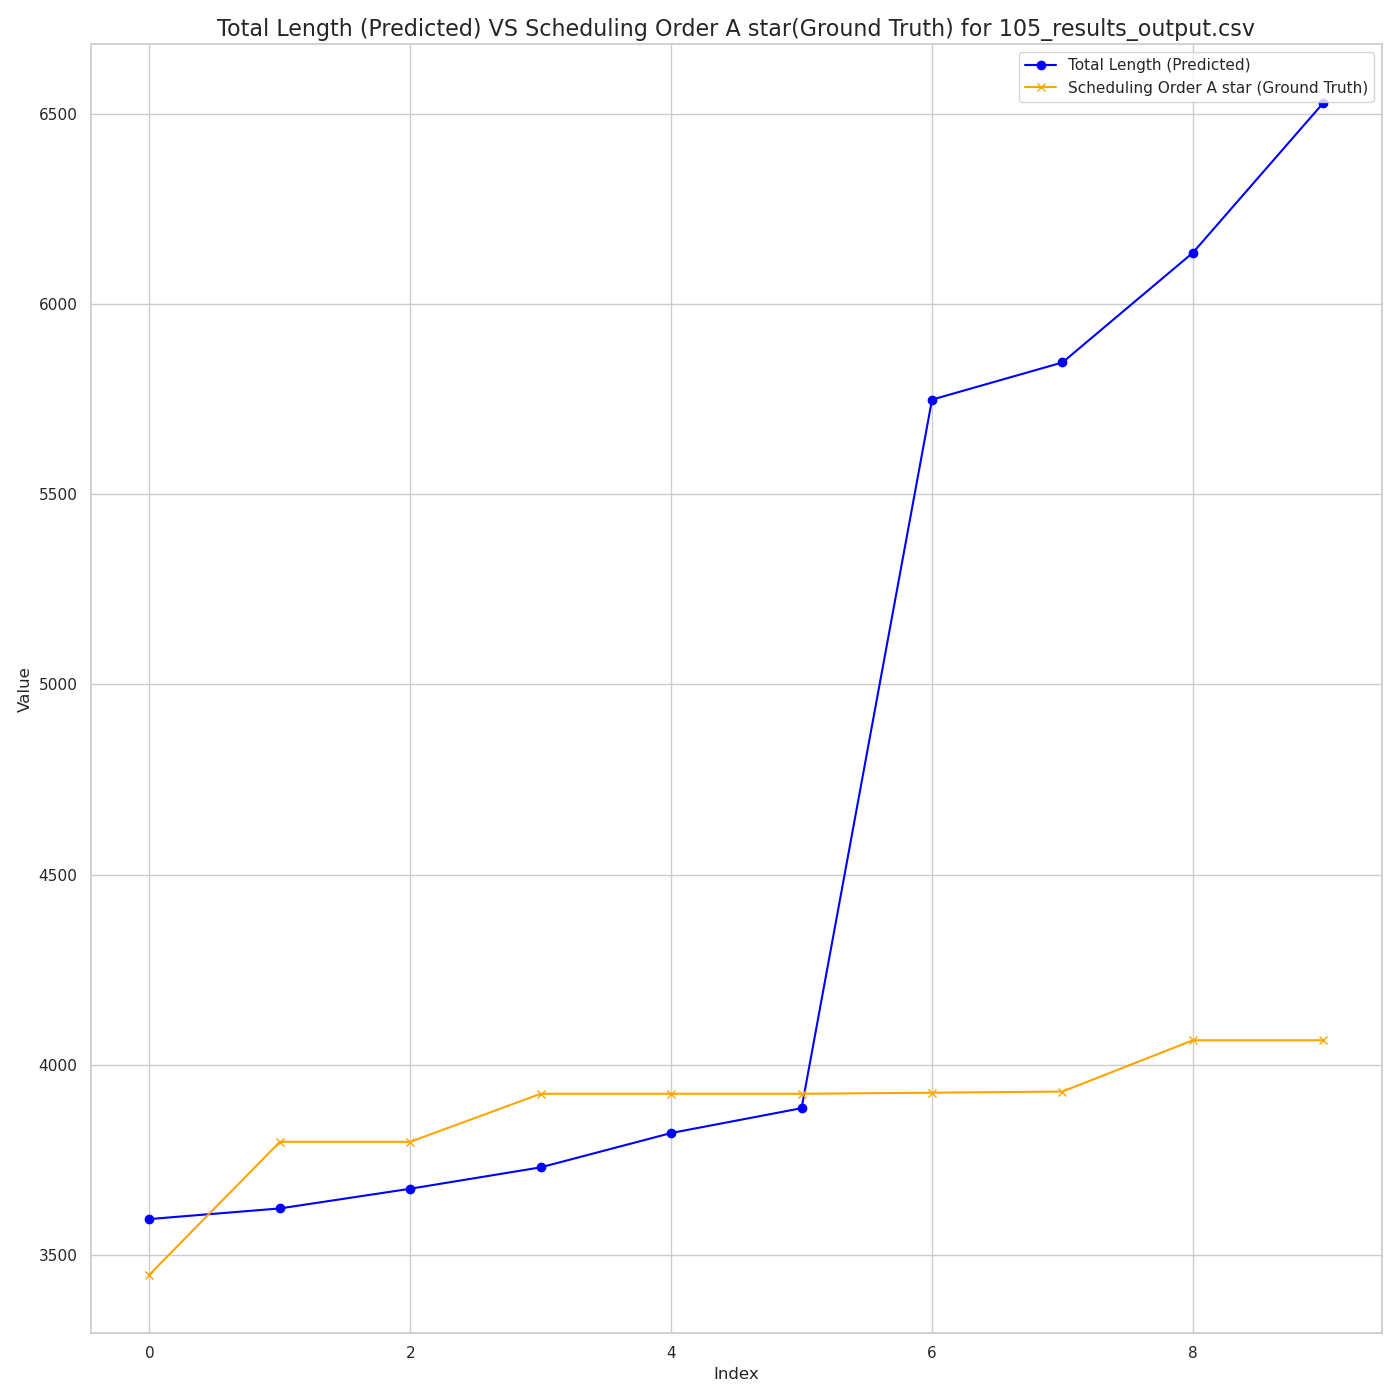 Total Length (Predicted) VS Scheduling Order A star(Ground Truth) for 105_results_output.csv
Total Length (Predicted)
Scheduling Order A star (Ground Truth)
6500
6000
5500
5000
4500
4000
3500
Value
0 2 4 6 8
Index